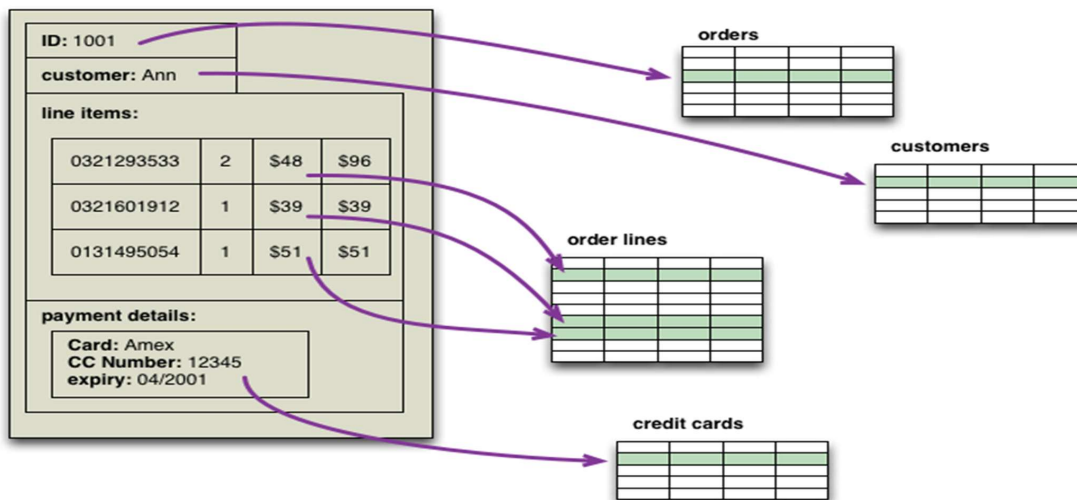 ID: 1001
customer: Ann
line items:
0321293533 2 $48 $96
0321601912 1 $39 $39
0131495054 1 $51 $51
payment details:
Card: Amex
CC Number: 12345
expiry: 04/2001
orders
customers
order lines
credit cards